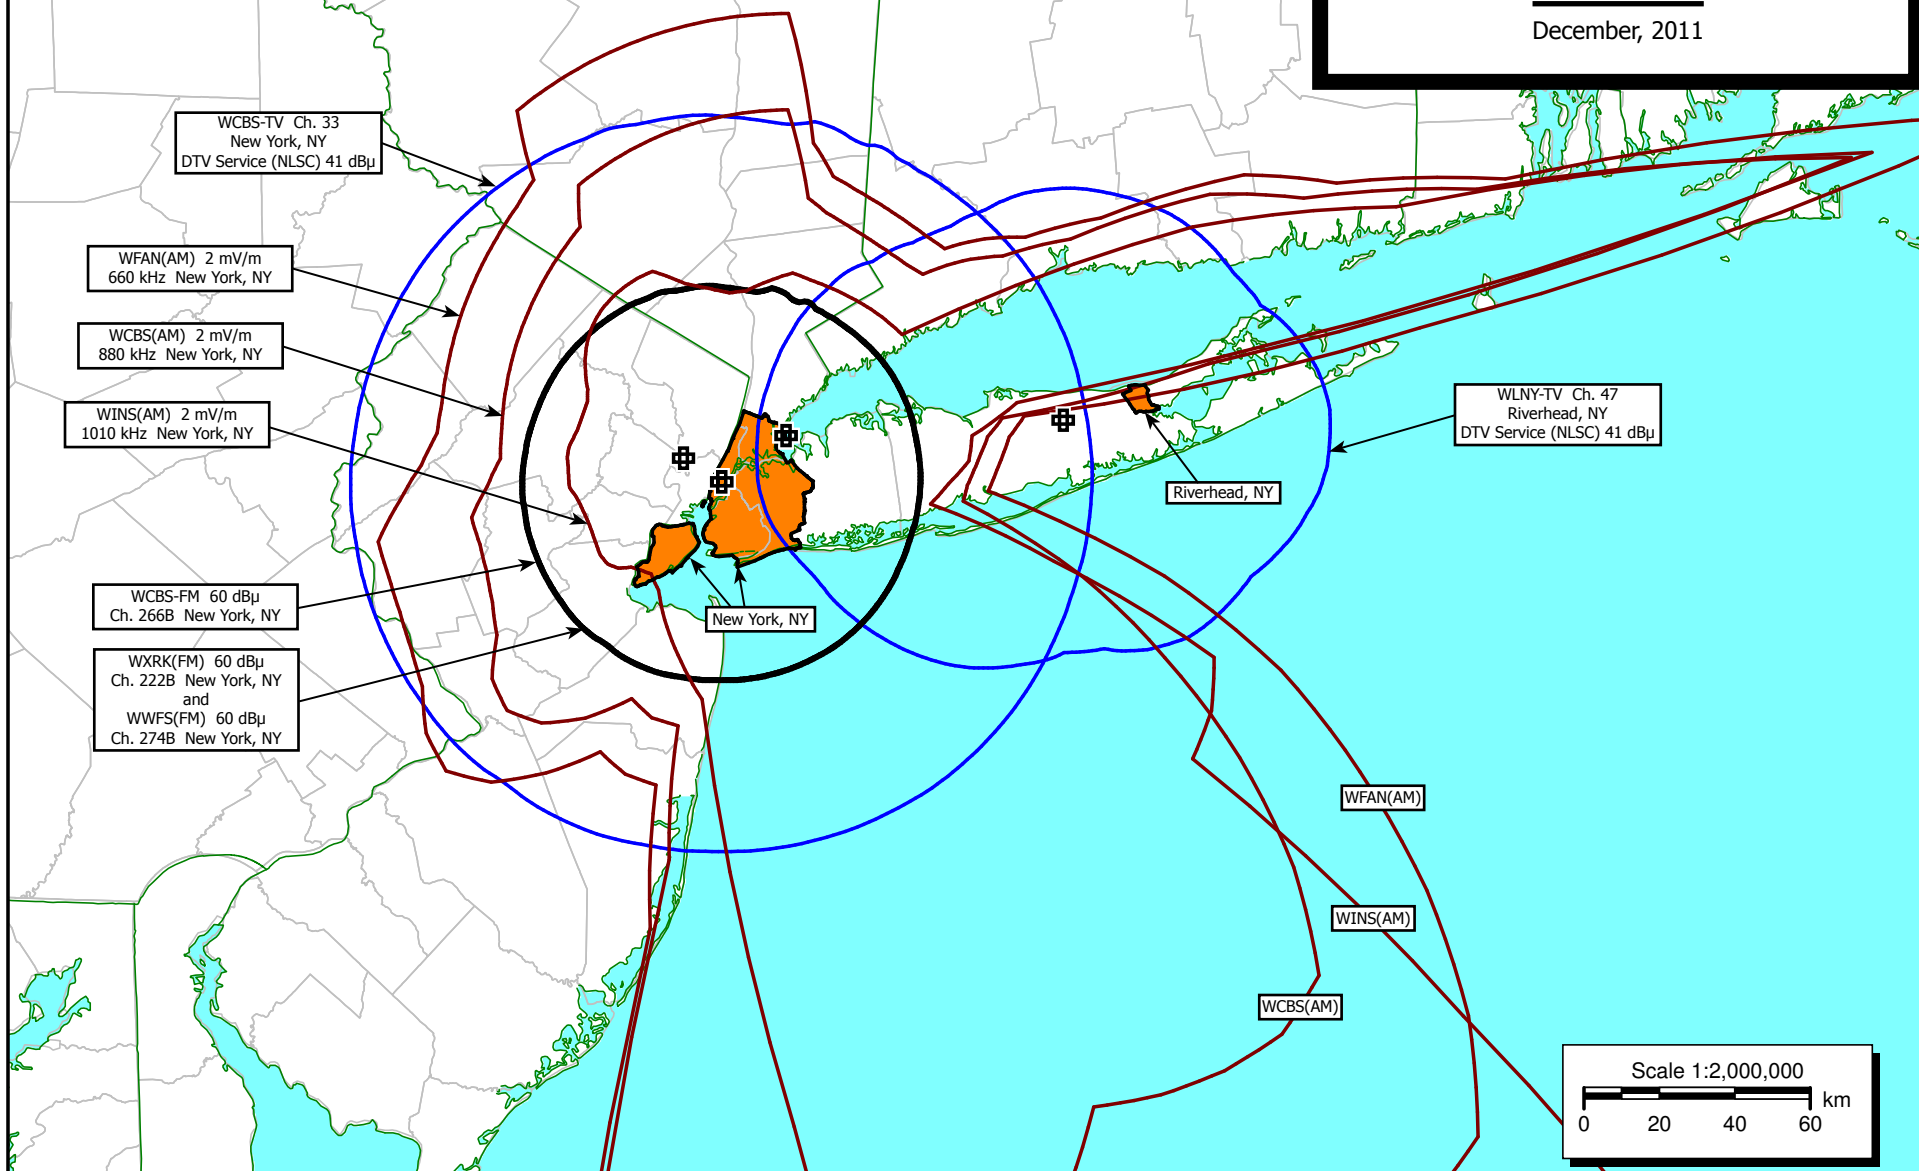 December, 2011
WCBS-TV Ch. 33
New York, NY
DTV Service (NLSC) 41 dBµ
WFAN(AM) 2 mV/m
660 kHz New York, NY
WCBS(AM) 2 mV/m
880 kHz New York, NY
WINS(AM) 2 mV/m
1010 kHz New York, NY
WLNY-TV Ch. 47
Riverhead, NY
DTV Service (NLSC) 41 dBµ
Riverhead, NY
WCBS-FM 60 dBµ
Ch. 266B New York, NY
New York, NY
WXRK(FM) 60 dBµ
Ch. 222B New York, NY
and
WWFS(FM) 60 dBµ
Ch. 274B New York, NY
WFAN(AM)
WINS(AM)
WCBS(AM)
Scale 1:2,000,000
km
0 20 40 60